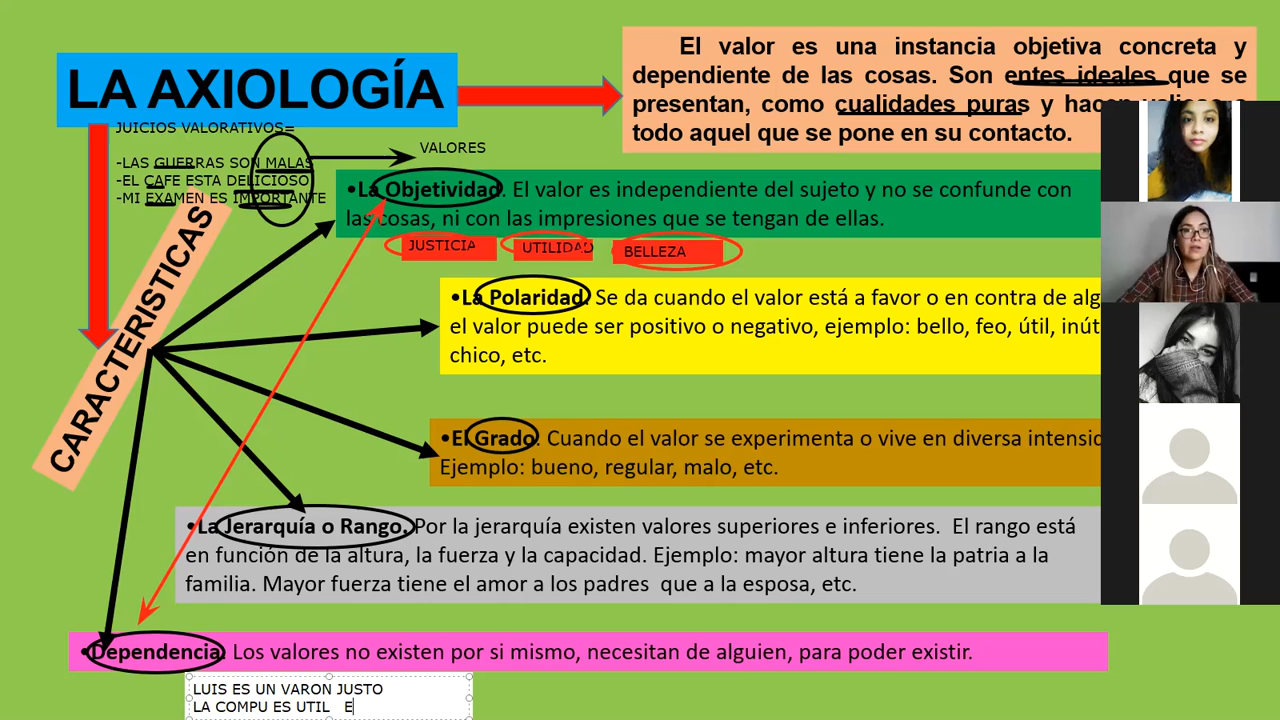 LA AXIOLOGÍA
El valor es una instancia objetiva concreta y
dependiente de las cosas. Son entes ideales que se
presentan, como cualidades puras y hacen
todo aquel que se pone en su contacto.
JUICIOS VALORATIVOS=
-LAS GUERRAS SON MALAS
-EL CAFE ESTA DELICIOSO
-MI EXAMEN ES IMPORTANTE
VALORES
CARACTERISTICAS
•La Objetividad. El valor es independiente del sujeto y no se confunde con
las cosas, ni con las impresiones que se tengan de ellas.
JUSTICIA UTILIDAD BELLEZA
•La Polaridad. Se da cuando el valor está a favor o en contra de
el valor puede ser positivo o negativo, ejemplo: bello, feo, útil,
chico, etc.
•El Grado. Cuando el valor se experimenta o vive en diversa
Ejemplo: bueno, regular, malo, etc.
•La Jerarquía o Rango. Por la jerarquía existen valores superiores e inferiores. El rango está
en función de la altura, la fuerza y la capacidad. Ejemplo: mayor altura tiene la patria a la
familia. Mayor fuerza tiene el amor a los padres que a la esposa, etc.
•Dependencia. Los valores no existen por si mismo, necesitan de alguien, para poder existir.
LUIS ES UN VARON JUSTO
LA COMPU ES UTIL E